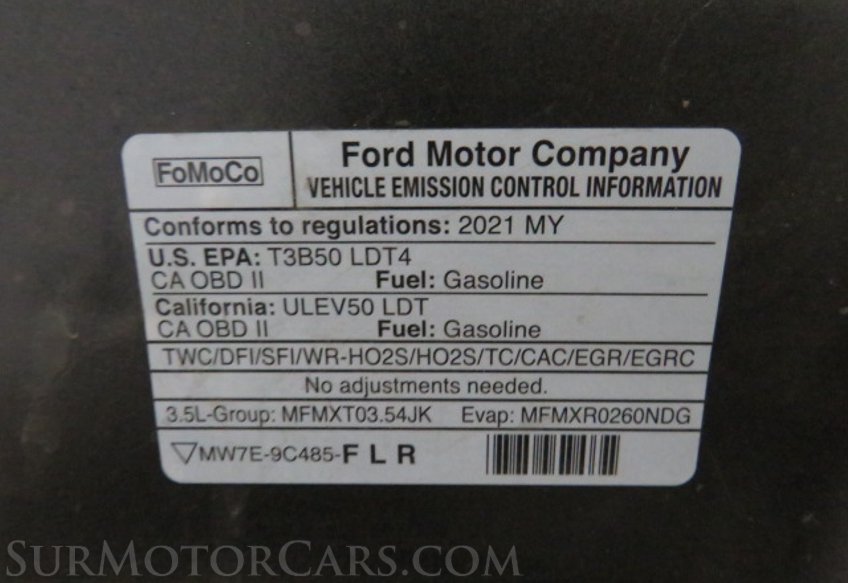 FoMoCo
Ford Motor Company
VEHICLE EMISSION CONTROL INFORMATION
Conforms to regulations: 2021 MY
U.S. EPA: T3B50 LDT4
CA OBD II Fuel: Gasoline
California: ULEV50 LDT
CA OBD II Fuel: Gasoline
TWC/DFI/SFI/WR-HO2S/HO2S/TC/CAC/EGR/EGRC
No adjustments needed.
3.5L-Group: MFMXT03.54JK Evap: MFMXR0260NDG
MW7E-9C485-F L R
SURMOTORCARS.COM